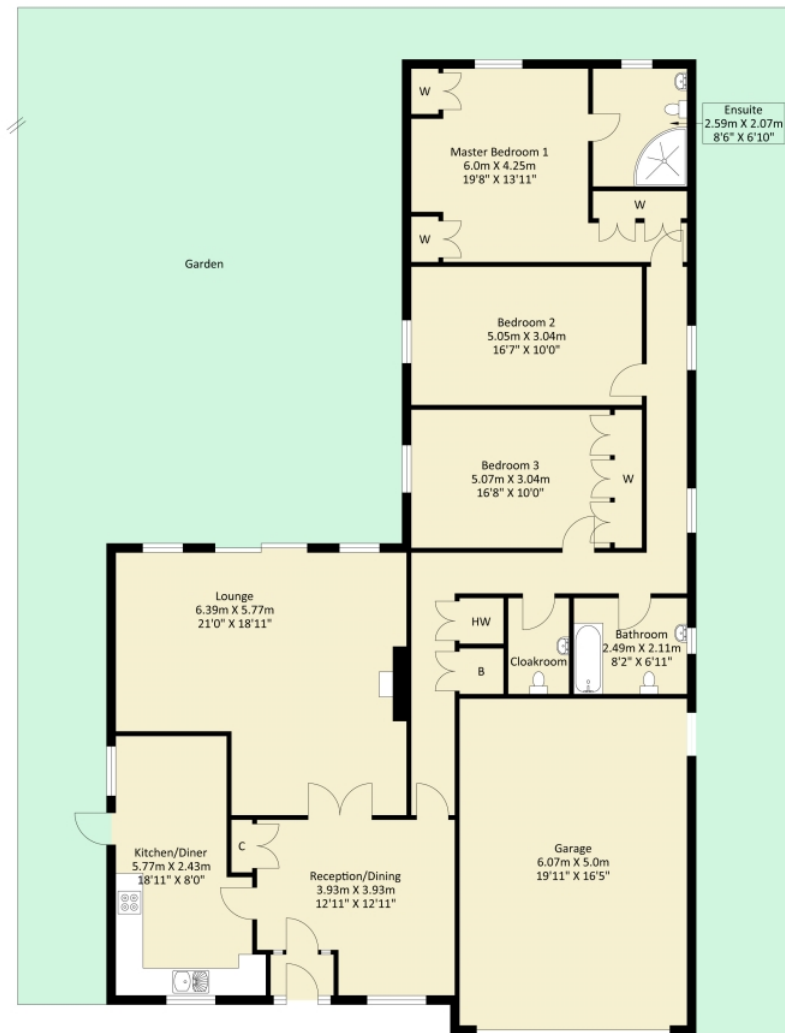 W
Ensuite
2.59m X 2.07m
8'6" X 6'10"
Master Bedroom 1
6.0m X 4.25m
19'8" X 13'11"
W
W
Garden
Bedroom 2
5.05m X 3.04m
16'7" X 10'0"
Bedroom 3
5.07m X 3.04m
16'8" X 10'0"
W
Lounge
6.39m X 5.77m
21'0" X 18'11"
HW
B
Cloakroom
Bathroom
2.49m X 2.11m
8'2" X 6'11"
Kitchen/Diner
5.77m X 2.43m
18'11" X 8'0"
C
Reception/Dining
3.93m X 3.93m
12'11" X 12'11"
Garage
6.07m X 5.0m
19'11" X 16'5"